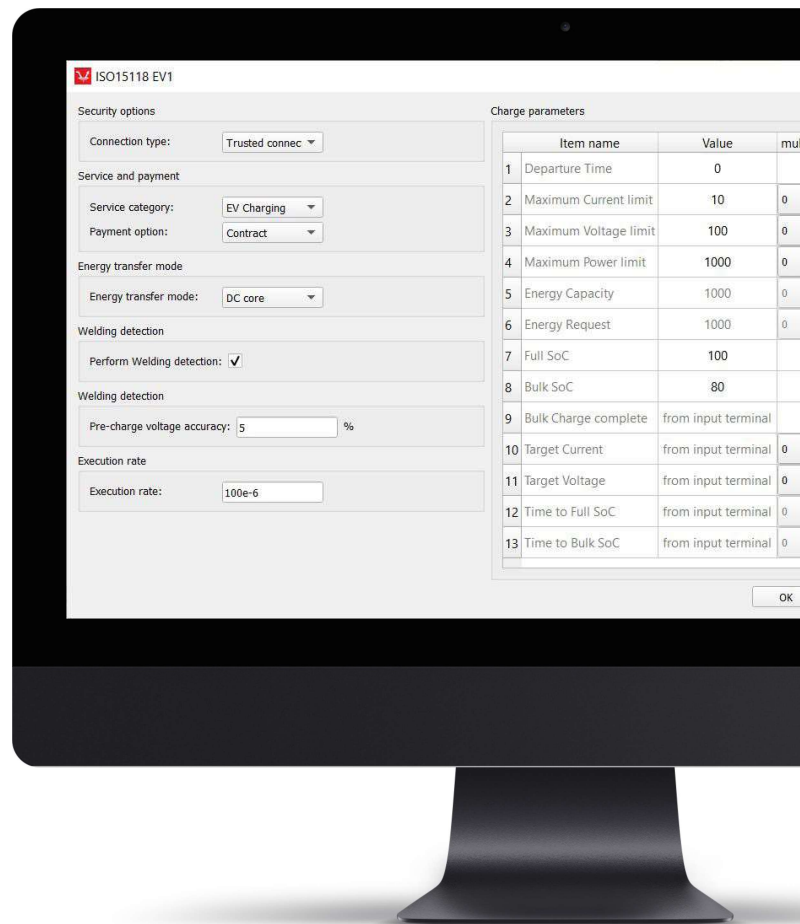 ISO15118 EV1
Security options
Connection type: Trusted connec
Service and payment
Service category: EV Charging
Payment option: Contract
Energy transfer mode
Energy transfer mode: DC core
Welding detection
Perform Welding detection:
Welding detection
Pre-charge voltage accuracy: 5 %
Execution rate
Execution rate: 100e-6
Charge parameters
Item name Value mul
1 Departure Time 0
2 Maximum Current limit 10 0
3 Maximum Voltage limit 100 0
4 Maximum Power limit 1000 0
5 Energy Capacity 1000 0
6 Energy Request 1000 0
7 Full SoC 100
8 Bulk SoC 80
9 Bulk Charge complete from input terminal
10 Target Current from input terminal 0
11 Target Voltage from input terminal 0
12 Time to Full SoC from input terminal 0
13 Time to Bulk SoC from input terminal 0
OK